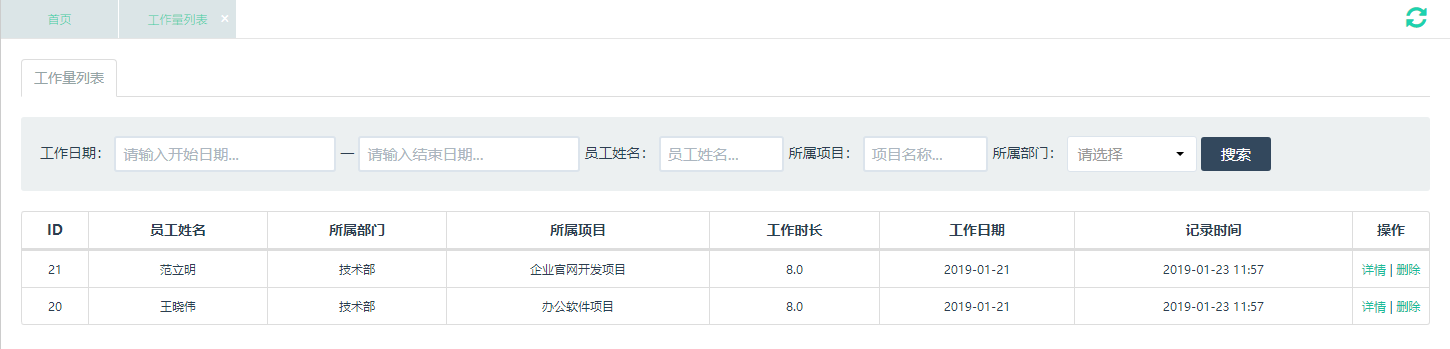 首页 工作量列表 ×
工作量列表
工作日期： 请输入开始日期... — 请输入结束日期... 员工姓名： 员工姓名... 所属项目： 项目名称... 所属部门： 请选择 搜索
ID 员工姓名 所属部门 所属项目 工作时长 工作日期 记录时间 操作
21 范立明 技术部 企业官网开发项目 8.0 2019-01-21 2019-01-23 11:57 详情 | 删除
20 王晓伟 技术部 办公软件项目 8.0 2019-01-21 2019-01-23 11:57 详情 | 删除